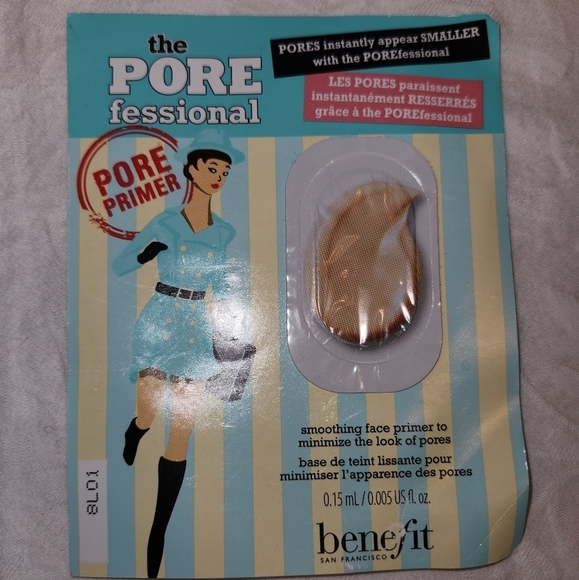 the
PORE
fessional
PORES instantly appear SMALLER
with the POREfessional
LES PORES paraissent
instantanément RESSERRÉS
grâce à the POREfessional
PORE
PRIMER
smoothing face primer to
minimize the look of pores
base de teint lissante pour
minimiser l'apparence des pores
0.15 mL / 0.005 US fl. oz.
benefit
SAN FRANCISCO
8L01